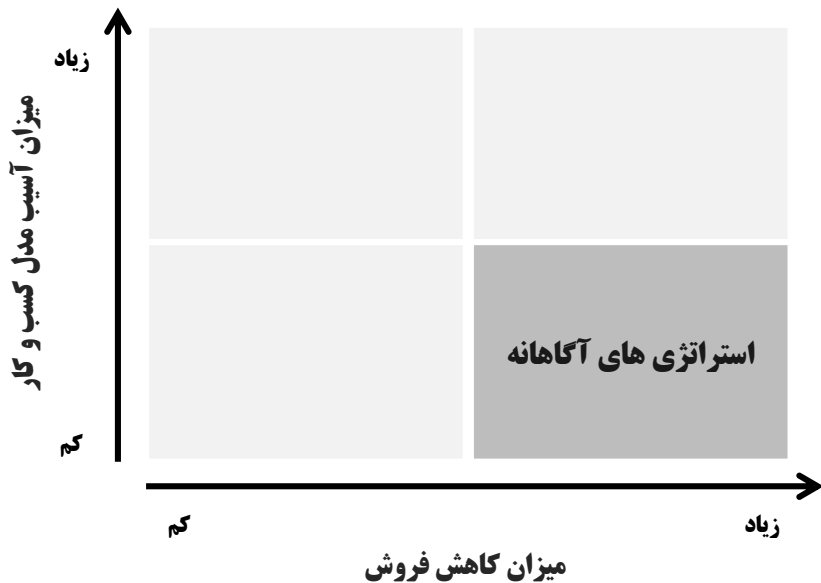 زیاد
میزان آسیب مدل کسب و کار
استراتژی های آگاهانه
کم
کم
زیاد
میزان کاهش فروش